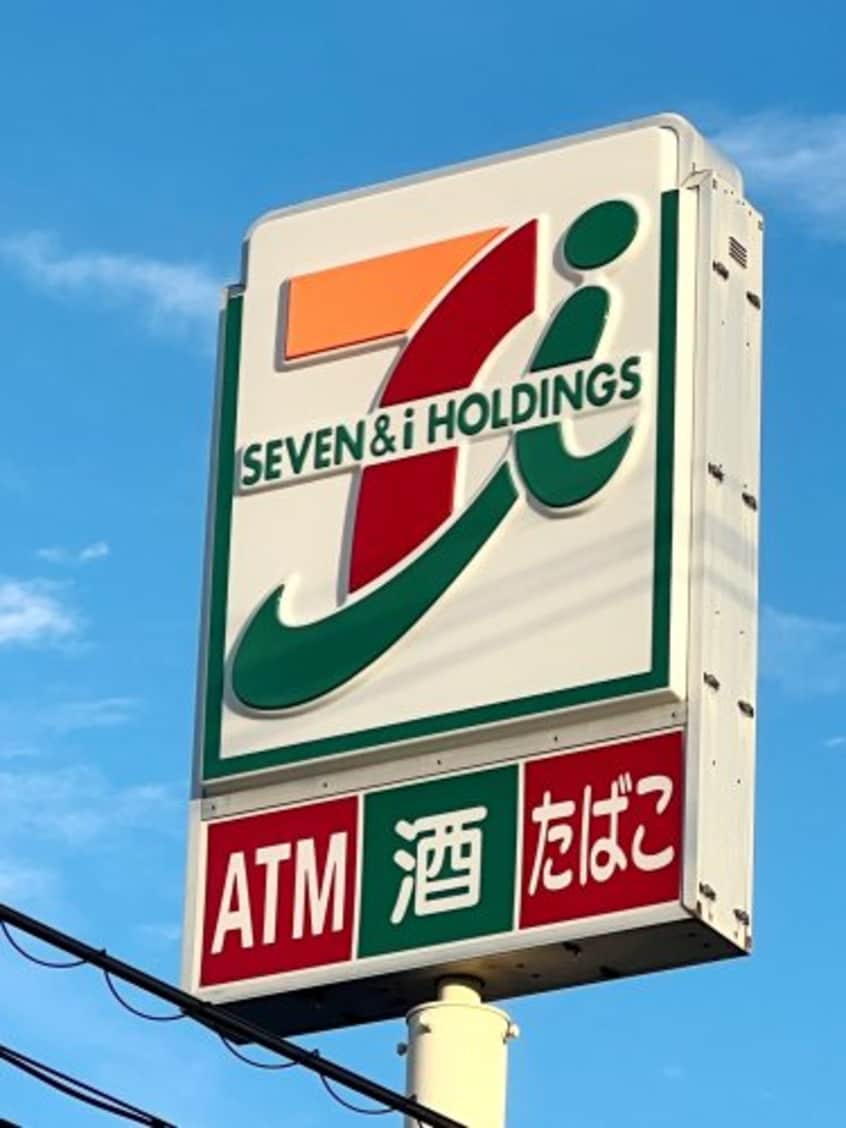 SEVEN&i HOLDINGS
ATM 酒 たばこ